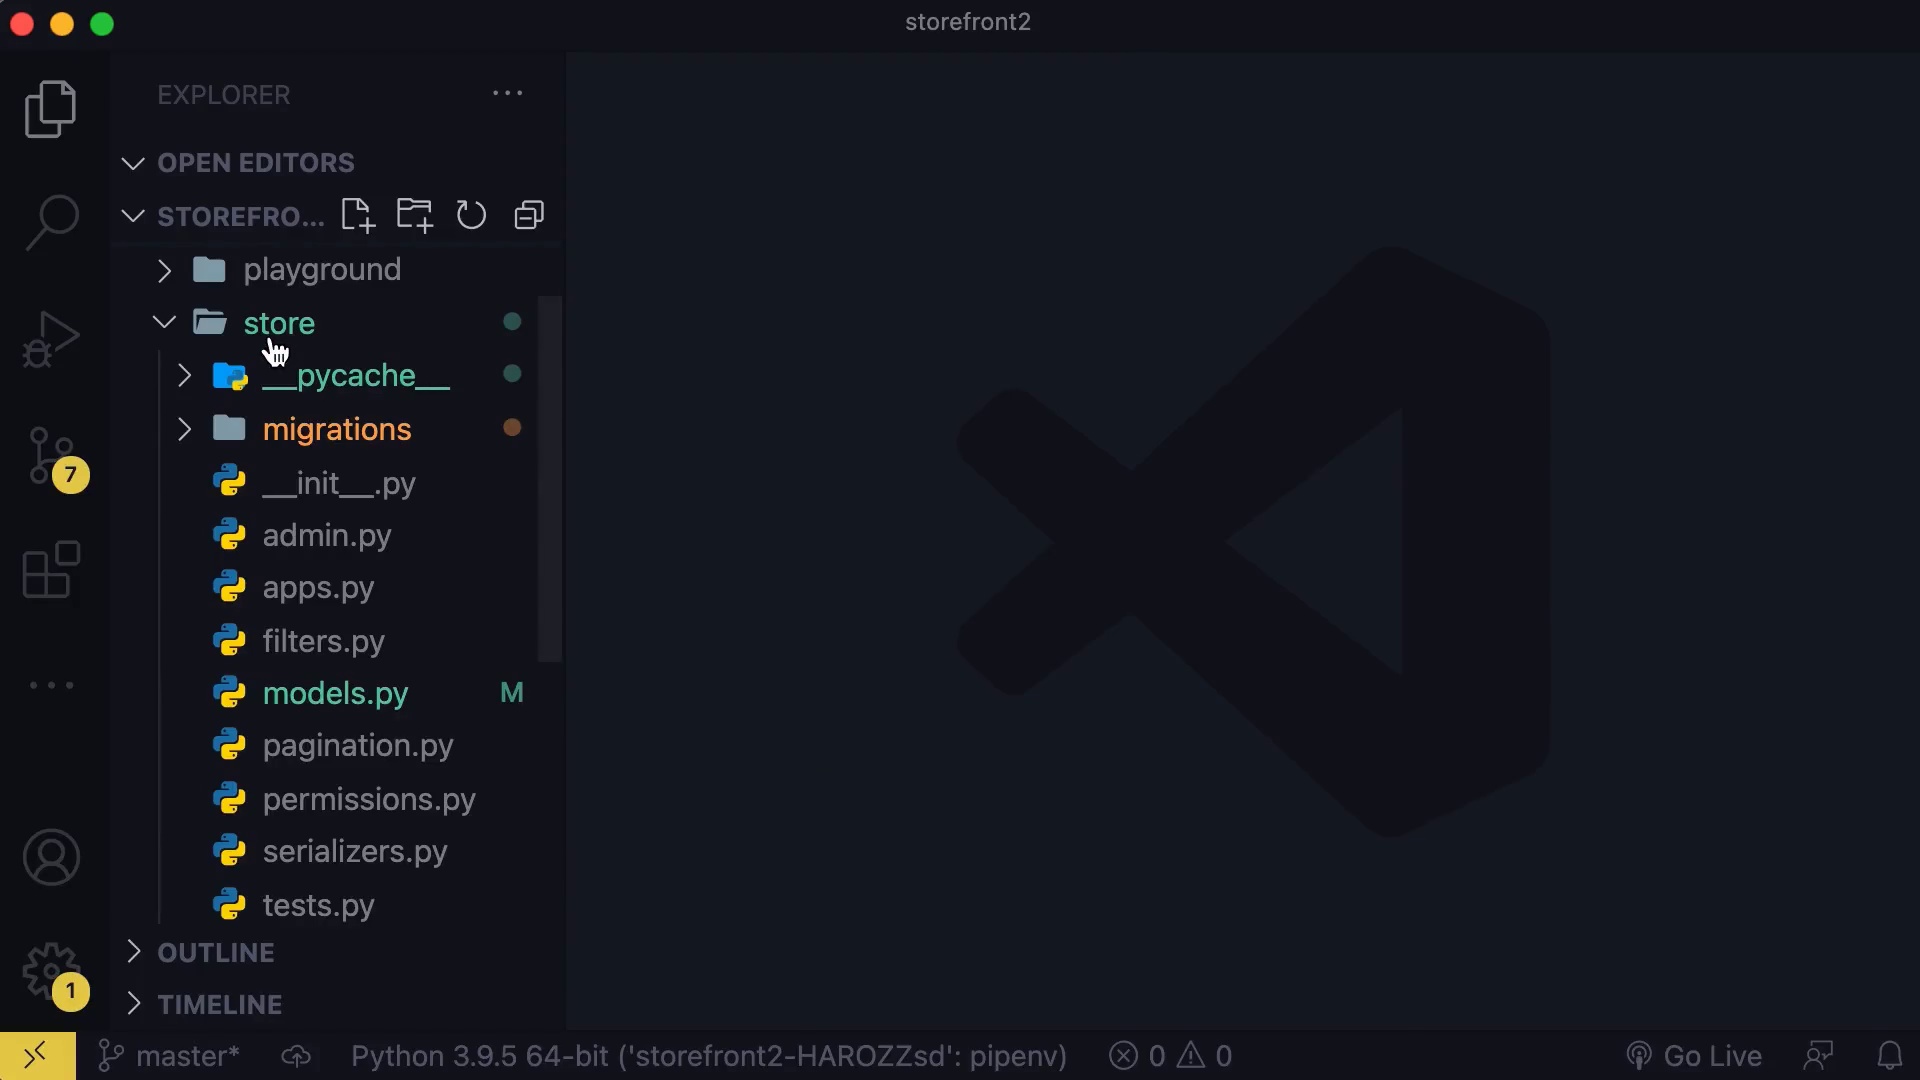 storefront2
EXPLORER
OPEN EDITORS
STOREFRO...
playground
store
__pycache__
migrations
__init__.py
admin.py
apps.py
filters.py
models.py M
pagination.py
permissions.py
serializers.py
tests.py
OUTLINE
TIMELINE
7
1
master* Python 3.9.5 64-bit ('storefront2-HAROZZsd': pipenv) 0 0 Go Live